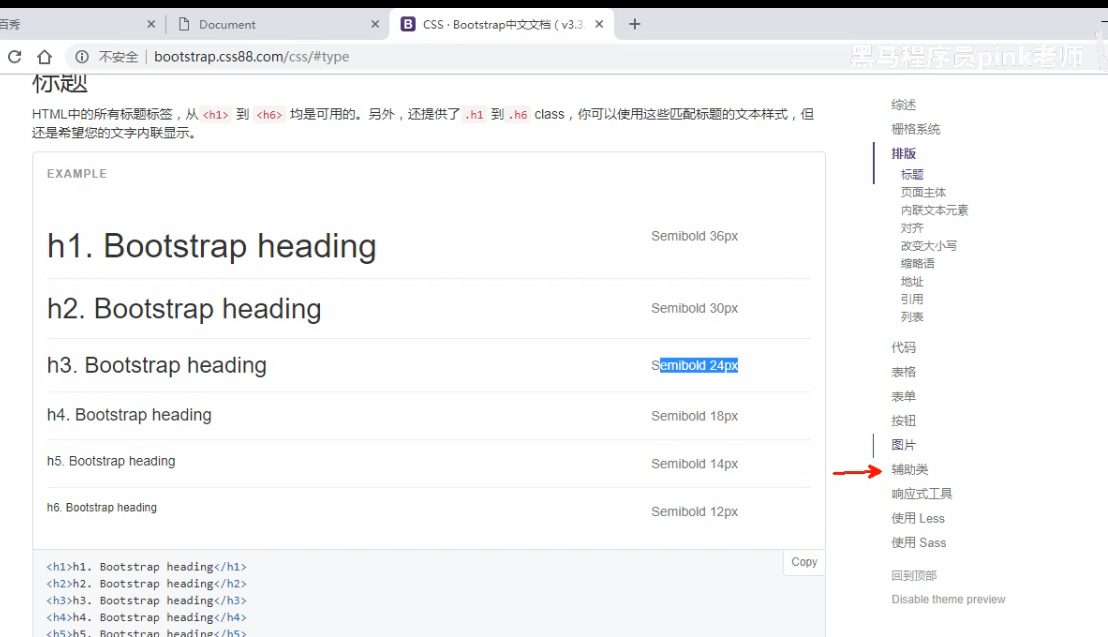 百秀
Document
CSS · Bootstrap中文文档 ( v3.3.
不安全 bootstrap.css88.com/css/#type
黑马程序员pink老师
标题
HTML中的所有标题标签，从 <h1> 到 <h6> 均是可用的。另外，还提供了 .h1 到 .h6 class，你可以使用这些匹配标题的文本样式，但
还是希望您的文字内联显示。
EXAMPLE
h1. Bootstrap heading Semibold 36px
h2. Bootstrap heading Semibold 30px
h3. Bootstrap heading Semibold 24px
h4. Bootstrap heading Semibold 18px
h5. Bootstrap heading Semibold 14px
h6. Bootstrap heading Semibold 12px
Copy
<h1>h1. Bootstrap heading</h1>
<h2>h2. Bootstrap heading</h2>
<h3>h3. Bootstrap heading</h3>
<h4>h4. Bootstrap heading</h4>
<h5>h5. Bootstrap heading</h5>
综述
栅格系统
排版
标题
页面主体
内联文本元素
对齐
改变大小写
缩略语
地址
引用
列表
代码
表格
表单
按钮
图片
辅助类
响应式工具
使用 Less
使用 Sass
回到顶部
Disable theme preview